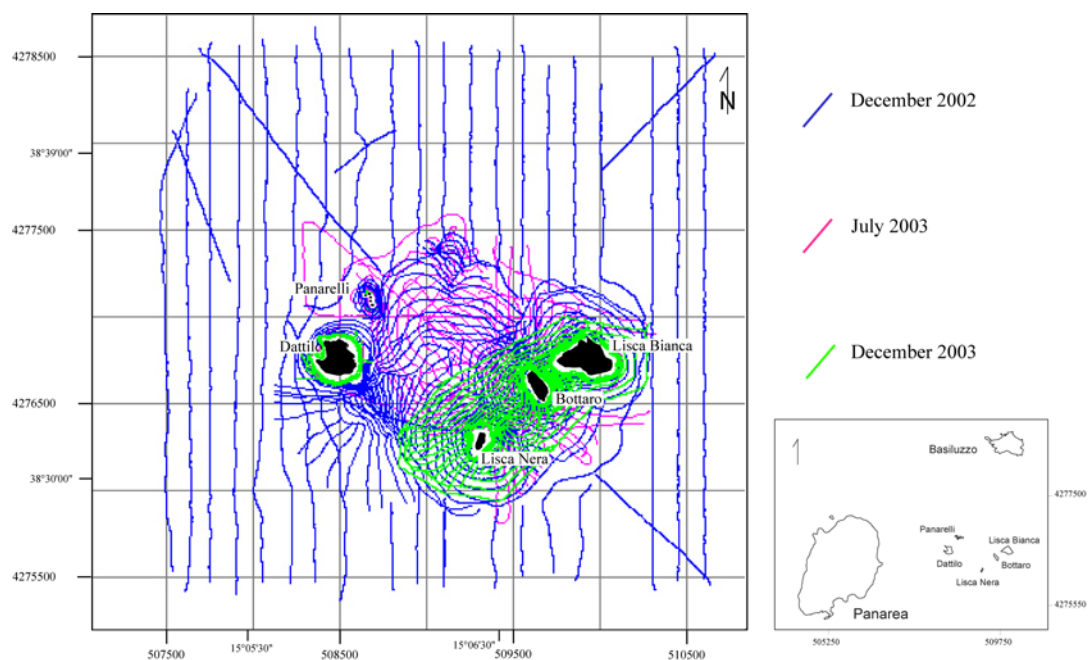 4278500
38°39'00"
4277500
4276500
38°30'00"
4275500
507500
15°05'30"
508500
15°06'30"
509500
510500
N
Panarelli
Dattilo
Lisca Bianca
Bottaro
Lisca Nera
December 2002
July 2003
December 2003
Basiluzzo
4277500
Panarelli
Lisca Bianca
Dattilo
Bottaro
Lisca Nera
Panarea
4275550
505250
509750